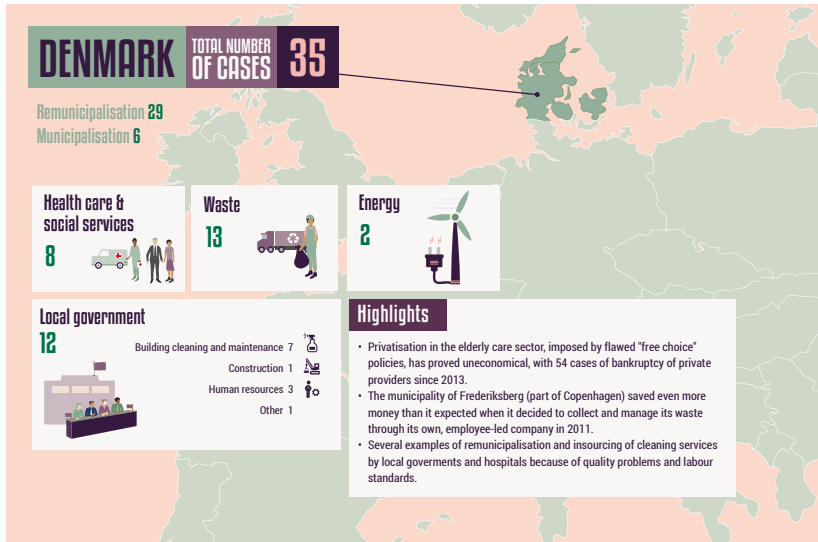 DENMARK
TOTAL NUMBER
OF CASES
35
Remunicipalisation 29
Municipalisation 6
Health care &
social services
8
Waste
13
Energy
2
Local government
12
Building cleaning and maintenance 7
Construction 1
Human resources 3
Other 1
Highlights
• Privatisation in the elderly care sector, imposed by flawed "free choice"
policies, has proved uneconomical, with 54 cases of bankruptcy of private
providers since 2013.
• The municipality of Frederiksberg (part of Copenhagen) saved even more
money than it expected when it decided to collect and manage its waste
through its own, employee-led company in 2011.
• Several examples of remunicipalisation and insourcing of cleaning services
by local goverments and hospitals because of quality problems and labour
standards.